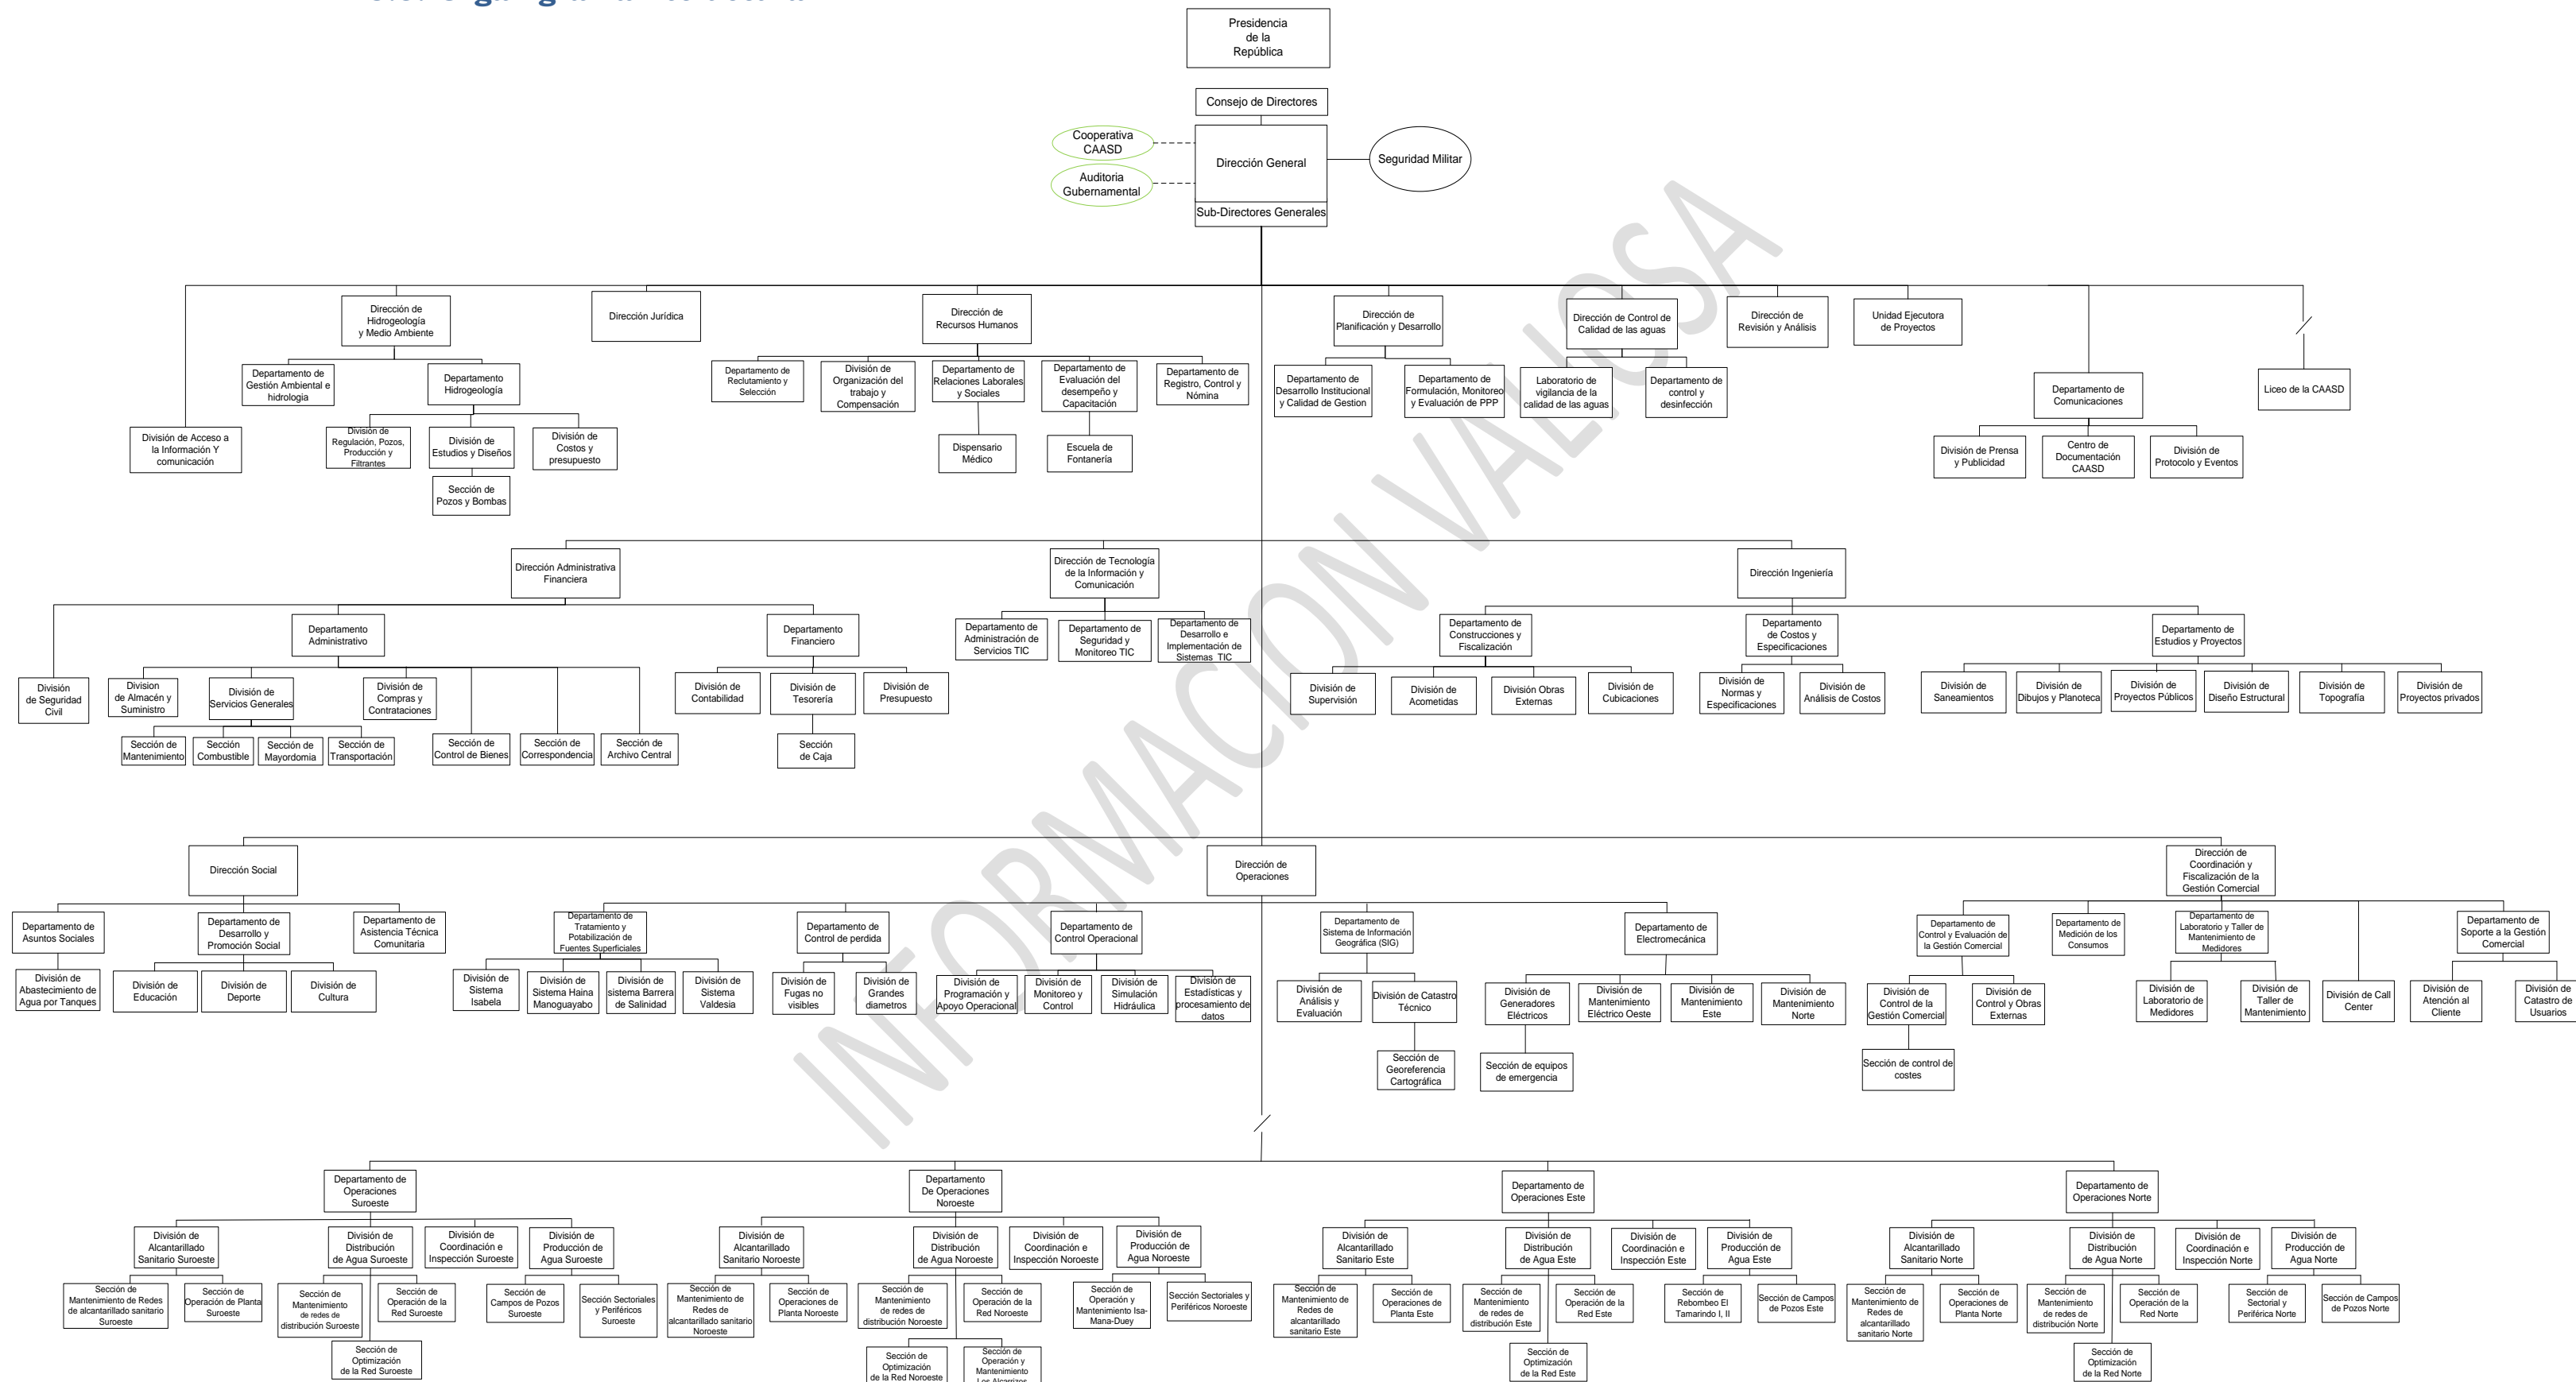 Presidencia
de la
República
Consejo de Directores
Cooperativa
CAASD
Dirección General
Seguridad Militar
Auditoria
Gubernamental
Sub-Directores Generales
Dirección de
Hidrogeología
y Medio Ambiente
Dirección Jurídica
Dirección de
Recursos Humanos
Dirección de
Planificación y Desarrollo
Dirección de Control de
Calidad de las aguas
Dirección de
Revisión y Análisis
Unidad Ejecutora
de Proyectos
Departamento de
Gestión Ambiental e
hidrologia
Departamento
Hidrogeología
Departamento de
Reclutamiento y
Selección
División de
Organización del
trabajo y
Compensación
Departamento de
Relaciones Laborales
y Sociales
Departamento de
Evaluación del
desempeño y
Capacitación
Departamento de
Registro, Control y
Nómina
Departamento de
Desarrollo Institucional
y Calidad de Gestion
Departamento de
Formulación, Monitoreo
y Evaluación de PPP
Laboratorio de
vigilancia de la
calidad de las aguas
Departamento de
control y
desinfección
Departamento de
Comunicaciones
Liceo de la CAASD
División de Acceso a
la Información Y
comunicación
División de
Regulación, Pozos,
Producción y
Filtrantes
División de
Estudios y Diseños
División de
Costos y
presupuesto
Dispensario
Médico
Escuela de
Fontanería
División de Prensa
y Publicidad
Centro de
Documentación
CAASD
División de
Protocolo y Eventos
Sección de
Pozos y Bombas
Dirección Administrativa
Financiera
Dirección de Tecnología
de la Información y
Comunicación
Dirección Ingeniería
Departamento
Administrativo
Departamento
Financiero
Departamento de
Administración de
Servicios TIC
Departamento de
Seguridad y
Monitoreo TIC
Departamento de
Desarrollo e
Implementación de
Sistemas TIC
Departamento de
Construcciones y
Fiscalización
Departamento
de Costos y
Especificaciones
Departamento de
Estudios y Proyectos
División
de Seguridad
Civil
Division
de Almacén y
Suministro
División de
Servicios Generales
División de
Compras y
Contrataciones
División de
Contabilidad
División de
Tesorería
División de
Presupuesto
División de
Supervisión
División de
Acometidas
División Obras
Externas
División de
Cubicaciones
División de
Normas y
Especificaciones
División de
Análisis de Costos
División de
Saneamientos
División de
Dibujos y Planoteca
División de
Proyectos Públicos
División de
Diseño Estructural
División de
Topografía
División de
Proyectos privados
Sección de
Mantenimiento
Sección
Combustible
Sección de
Mayordomia
Sección de
Transportación
Sección de
Control de Bienes
Sección de
Correspondencia
Sección de
Archivo Central
Sección
de Caja
Dirección Social
Dirección de
Operaciones
Dirección de
Coordinación y
Fiscalización de la
Gestión Comercial
Departamento de
Asuntos Sociales
Departamento de
Desarrollo y
Promoción Social
Departamento de
Asistencia Técnica
Comunitaria
Departamento de
Tratamiento y
Potabilización de
Fuentes Superficiales
Departamento de
Control de perdida
Departamento de
Control Operacional
Departamento de
Sistema de Información
Geográfica (SIG)
Departamento de
Electromecánica
Departamento de
Control y Evaluación de
la Gestión Comercial
Departamento de
Medición de los
Consumos
Departamento de
Laboratorio y Taller de
Mantenimiento de
Medidores
Departamento de
Soporte a la Gestión
Comercial
División de
Abastecimiento de
Agua por Tanques
División de
Educación
División de
Deporte
División de
Cultura
División de
Sistema
Isabela
División de
Sistema Haina
Manoguayabo
División de
sistema Barrera
de Salinidad
División de
Sistema
Valdesia
División de
Fugas no
visibles
División de
Grandes
diametros
División de
Programación y
Apoyo Operacional
División de
Monitoreo y
Control
División de
Simulación
Hidráulica
División de
Estadísticas y
procesamiento de
datos
División de
Análisis y
Evaluación
División de Catastro
Técnico
División de
Generadores
Eléctricos
División de
Mantenimiento
Eléctrico Oeste
División de
Mantenimiento
Este
División de
Mantenimiento
Norte
División de
Control de la
Gestión Comercial
División de
Control y Obras
Externas
División de
Laboratorio de
Medidores
División de
Taller de
Mantenimiento
División de Call
Center
División de
Atención al
Cliente
División de
Catastro de
Usuarios
Sección de
Georeferencia
Cartográfica
Sección de equipos
de emergencia
Sección de control de
costes
Departamento de
Operaciones
Suroeste
Departamento
De Operaciones
Noroeste
Departamento de
Operaciones Este
Departamento de
Operaciones Norte
División de
Alcantarillado
Sanitario Suroeste
División de
Distribución
de Agua Suroeste
División de
Coordinación e
Inspección Suroeste
División de
Producción de
Agua Suroeste
División de
Alcantarillado
Sanitario Noroeste
División de
Distribución
de Agua Noroeste
División de
Coordinación e
Inspección Noroeste
División de
Producción de
Agua Noroeste
División de
Alcantarillado
Sanitario Este
División de
Distribución
de Agua Este
División de
Coordinación e
Inspección Este
División de
Producción de
Agua Este
División de
Alcantarillado
Sanitario Norte
División de
Distribución
de Agua Norte
División de
Coordinación e
Inspección Norte
División de
Producción de
Agua Norte
Sección de
Mantenimiento de Redes
de alcantarillado sanitario
Suroeste
Sección de
Operación de Planta
Suroeste
Sección de
Mantenimiento
de redes de
distribución Suroeste
Sección de
Operación de la
Red Suroeste
Sección de
Campos de Pozos
Suroeste
Sección Sectoriales
y Periféricos
Suroeste
Sección de
Mantenimiento de
Redes de
alcantarillado sanitario
Noroeste
Sección de
Operaciones de
Planta Noroeste
Sección de
Mantenimiento
de redes de
distribución Noroeste
Sección de
Operación de la
Red Noroeste
Sección de
Operación y
Mantenimiento Isa-
Mana-Duey
Sección Sectoriales y
Periféricos Noroeste
Sección de
Mantenimiento de
Redes de
alcantarillado
sanitario Este
Sección de
Operaciones de
Planta Este
Sección de
Mantenimiento
de redes de
distribución Este
Sección de
Operación de la
Red Este
Sección de
Rebombeo El
Tamarindo I, II
Sección de Campos
de Pozos Este
Sección de
Mantenimiento de
Redes de
alcantarillado
sanitario Norte
Sección de
Operaciones de
Planta Norte
Sección de
Mantenimiento
de redes de
distribución Norte
Sección de
Operación de la
Red Norte
Sección de
Sectorial y
Periférica Norte
Sección de Campos
de Pozos Norte
Sección de
Optimización
de la Red Suroeste
Sección de
Optimización
de la Red Noroeste
Sección de
Operación y
Mantenimiento
Los Alcarrizos
Sección de
Optimización
de la Red Este
Sección de
Optimización
de la Red Norte
INFORMACION VALIOSA